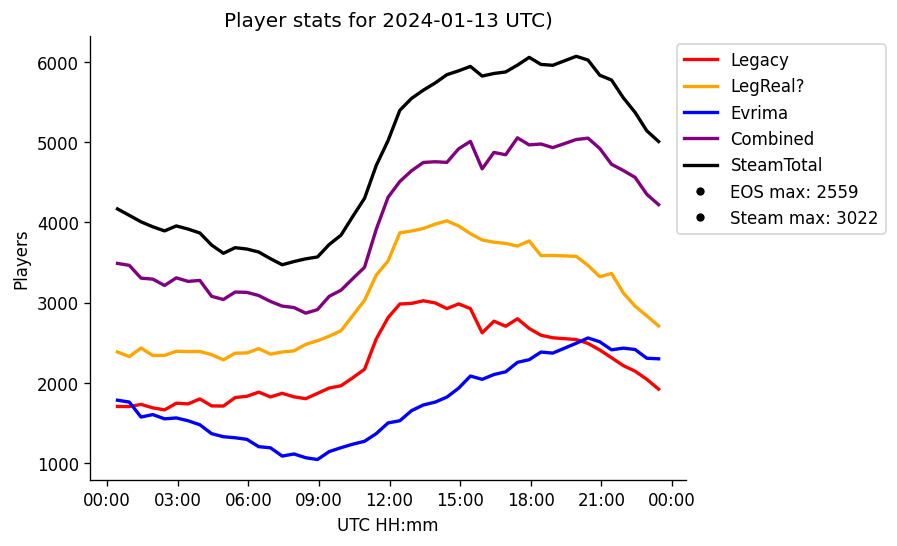 Player stats for 2024-01-13 UTC)
Legacy
LegReal?
Evrima
Combined
SteamTotal
EOS max: 2559
Steam max: 3022
Players
6000
5000
4000
3000
2000
1000
00:00 03:00 06:00 09:00 12:00 15:00 18:00 21:00 00:00
UTC HH:mm